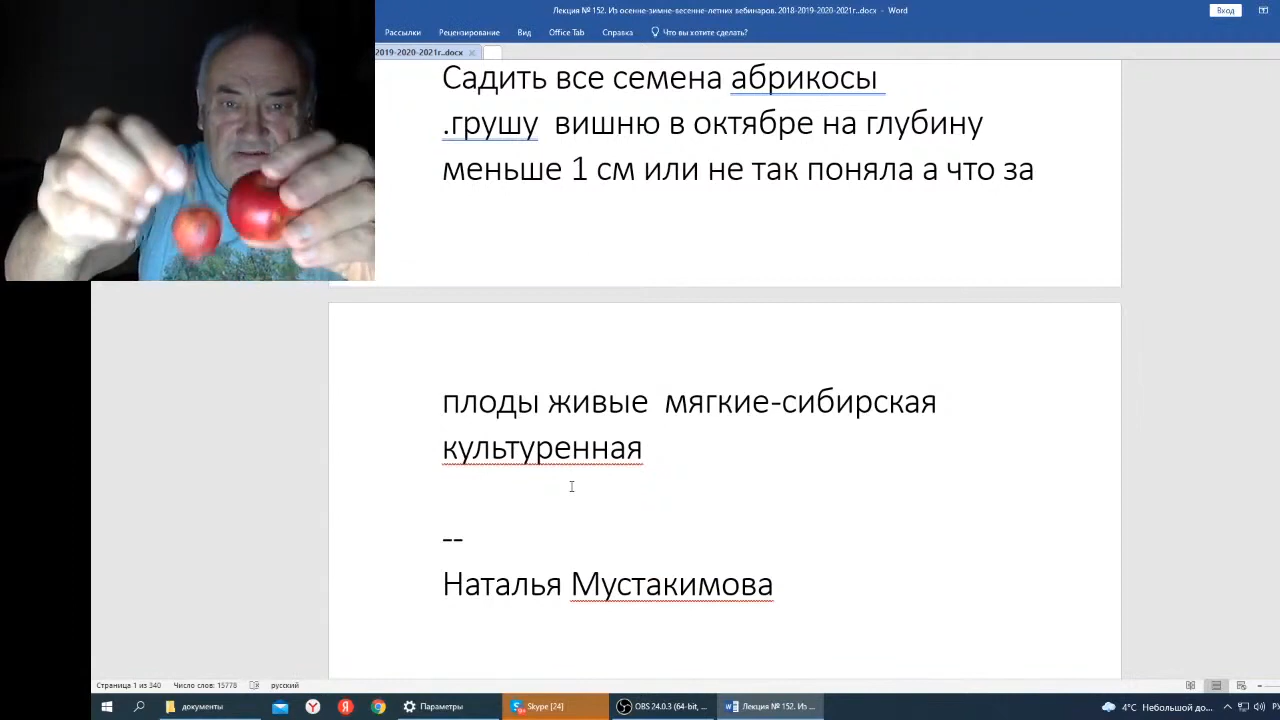 Лекция № 152. Из осенне-зимне-весенне-летних вебинаров. 2018-2019-2020-2021г..docx - Word
Вход
Рассылки Рецензирование Вид Office Tab Справка Что вы хотите сделать?
2019-2020-2021г..docx
Садить все семена абрикосы
.грушу вишню в октябре на глубину
меньше 1 см или не так поняла а что за
плоды живые мягкие-сибирская
культуренная
--
Наталья Мустакимова
Страница 1 из 340 Число слов: 15778 русский
документы Параметры Skype [24] OBS 24.0.3 (64-bit, ... Лекция № 152. Из ... 4°C Небольшой до...